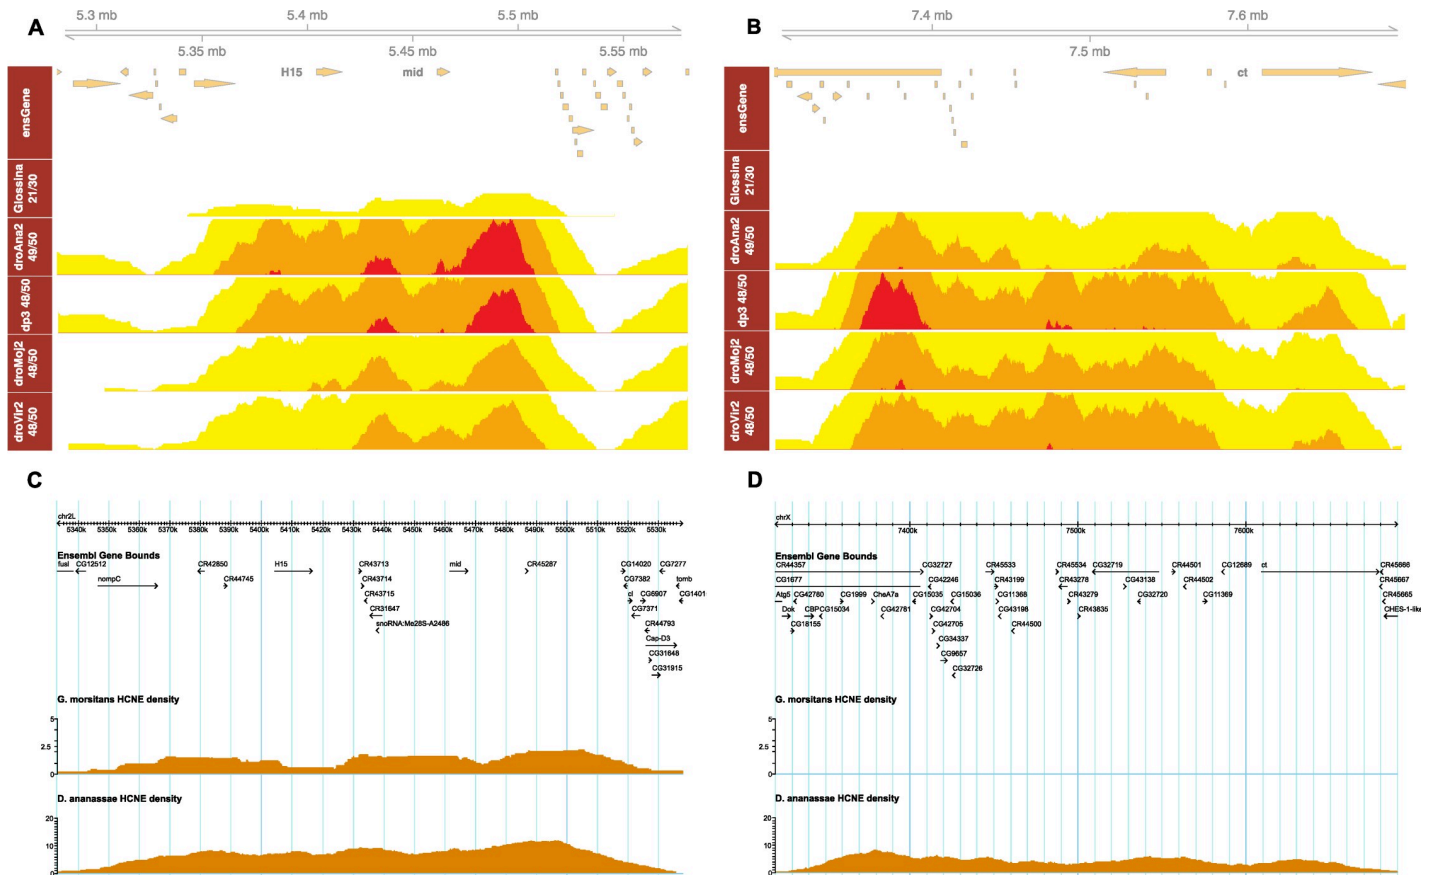 A
5.3 mb
5.4 mb
5.5 mb
5.35 mb
5.45 mb
5.55 mb
H15
mid
ensGene
Glossina
21/30
droAna2
49/50
dp3 48/50
droMoj2
48/50
droVir2
48/50
B
7.4 mb
7.6 mb
7.5 mb
ct
ensGene
Glossina
21/30
droAna2
49/50
dp3 48/50
droMoj2
48/50
droVir2
48/50
C
chr2L
5340k 5350k 5360k 5370k 5380k 5390k 5400k 5410k 5420k 5430k 5440k 5450k 5460k 5470k 5480k 5490k 5500k 5510k 5520k 5530k
Ensembl Gene Bounds
fusl CG12512 CR42850 H15 CR43713 mid CR45287 CG14020 CG7277
nompC CR44745 CR43714 CG7382 tomb
CR43715 cl CG6907 CG1401
CR31647 CG7371
snoRNA:Me28S-A2486 CR44793
Cap-D3
CG31648
CG31915
G. morsitans HCNE density
5
2.5
0
D. ananassae HCNE density
20
10
0
D
chrX
7400k 7500k 7600k
Ensembl Gene Bounds
CR44357 CG32727 CR45533 CR45534 CG32719 CR44501 CG12689 ct CR45666
CG1677 CG42246 CR43199 CR43278 CG43138 CR44502 CR45667
Atg5 CG42780 CG1999 CheA7a CG15035 CG15036 CG11368 CR43279 CG32720 CG11369 CR45665
Dok CBP CG15034 CG42781 CG42704 CG43198 CR43835 CHES-1-like
CG18155 CG42705 CR44500
CG34337
CG9657
CG32726
G. morsitans HCNE density
5
2.5
0
D. ananassae HCNE density
20
10
0